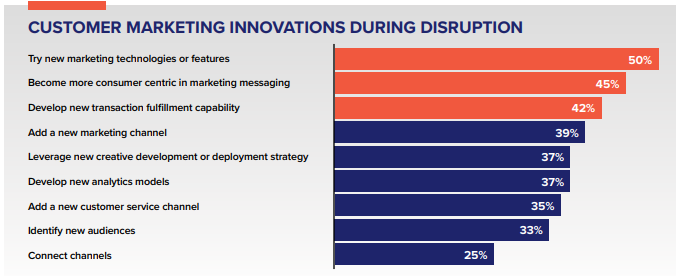 CUSTOMER MARKETING INNOVATIONS DURING DISRUPTION
Try new marketing technologies or features 50%
Become more consumer centric in marketing messaging 45%
Develop new transaction fulfillment capability 42%
Add a new marketing channel 39%
Leverage new creative development or deployment strategy 37%
Develop new analytics models 37%
Add a new customer service channel 35%
Identify new audiences 33%
Connect channels 25%